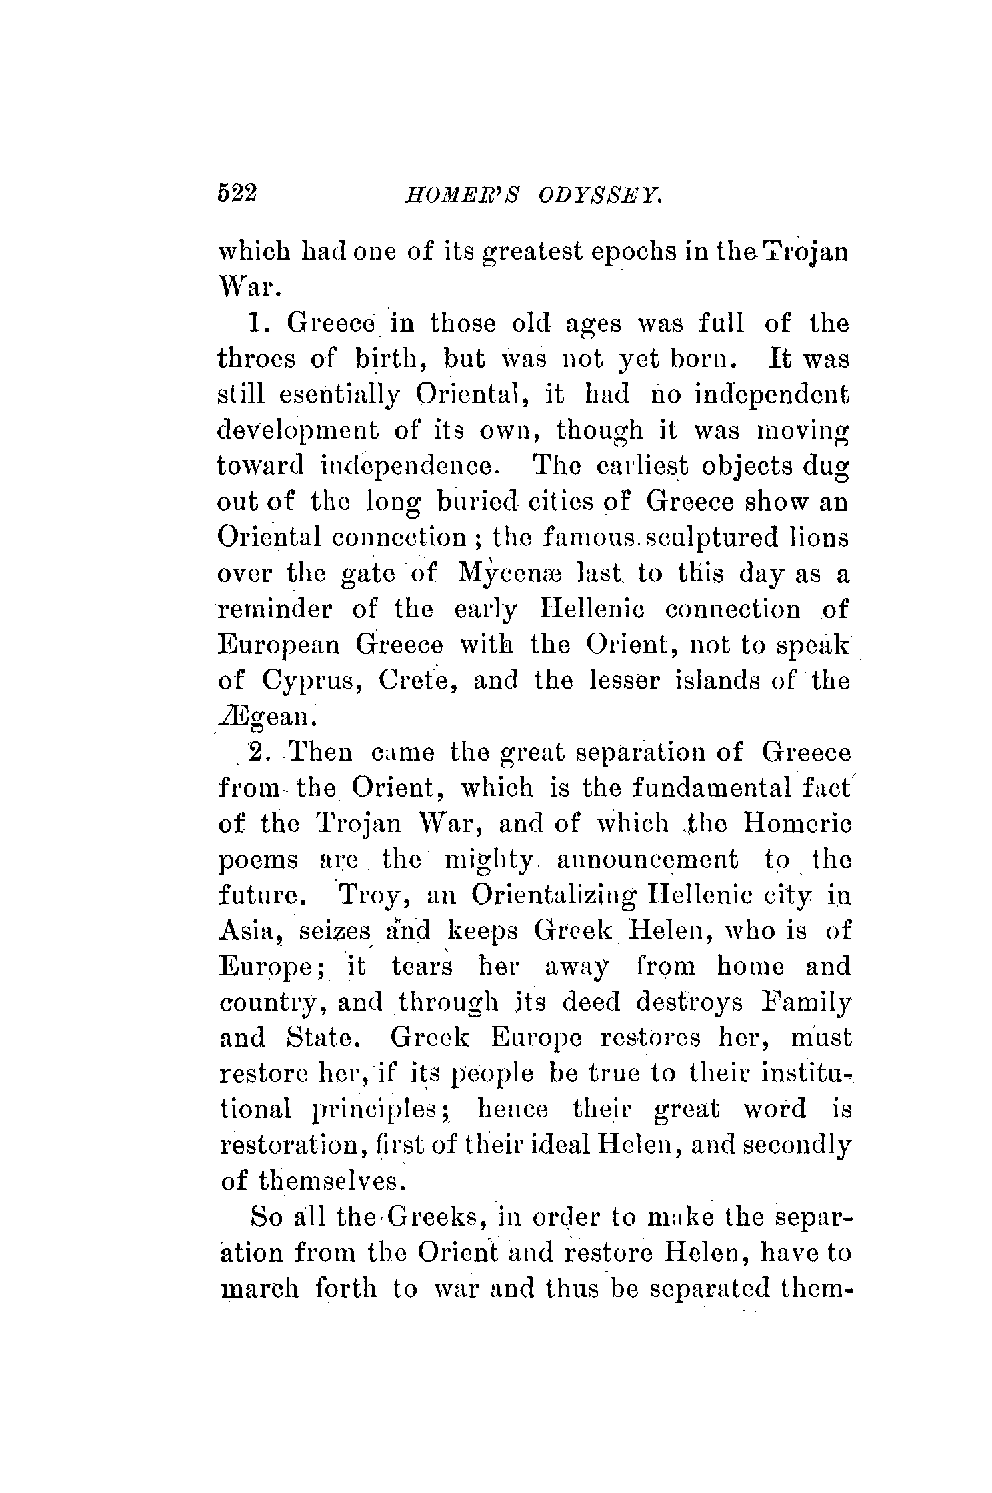 522 HOMER'S ODYSSEY.
which had one of its greatest epochs in the Trojan
War.
1. Greece in those old ages was full of the
throes of birth, but was not yet born. It was
still esentially Oriental, it had no independent
development of its own, though it was moving
toward independence. The earliest objects dug
out of the long buried cities of Greece show an
Oriental connection; the famous sculptured lions
over the gate of Mycenæ last to this day as a
reminder of the early Hellenic connection of
European Greece with the Orient, not to speak
of Cyprus, Crete, and the lesser islands of the
Ægean.
2. Then came the great separation of Greece
from the Orient, which is the fundamental fact
of the Trojan War, and of which the Homeric
poems are the mighty announcement to the
future. Troy, an Orientalizing Hellenic city in
Asia, seizes and keeps Greek Helen, who is of
Europe; it tears her away from home and
country, and through its deed destroys Family
and State. Greek Europe restores her, must
restore her, if its people be true to their institu-
tional principles; hence their great word is
restoration, first of their ideal Helen, and secondly
of themselves.
So all the Greeks, in order to make the separ-
ation from the Orient and restore Helen, have to
march forth to war and thus be separated them-